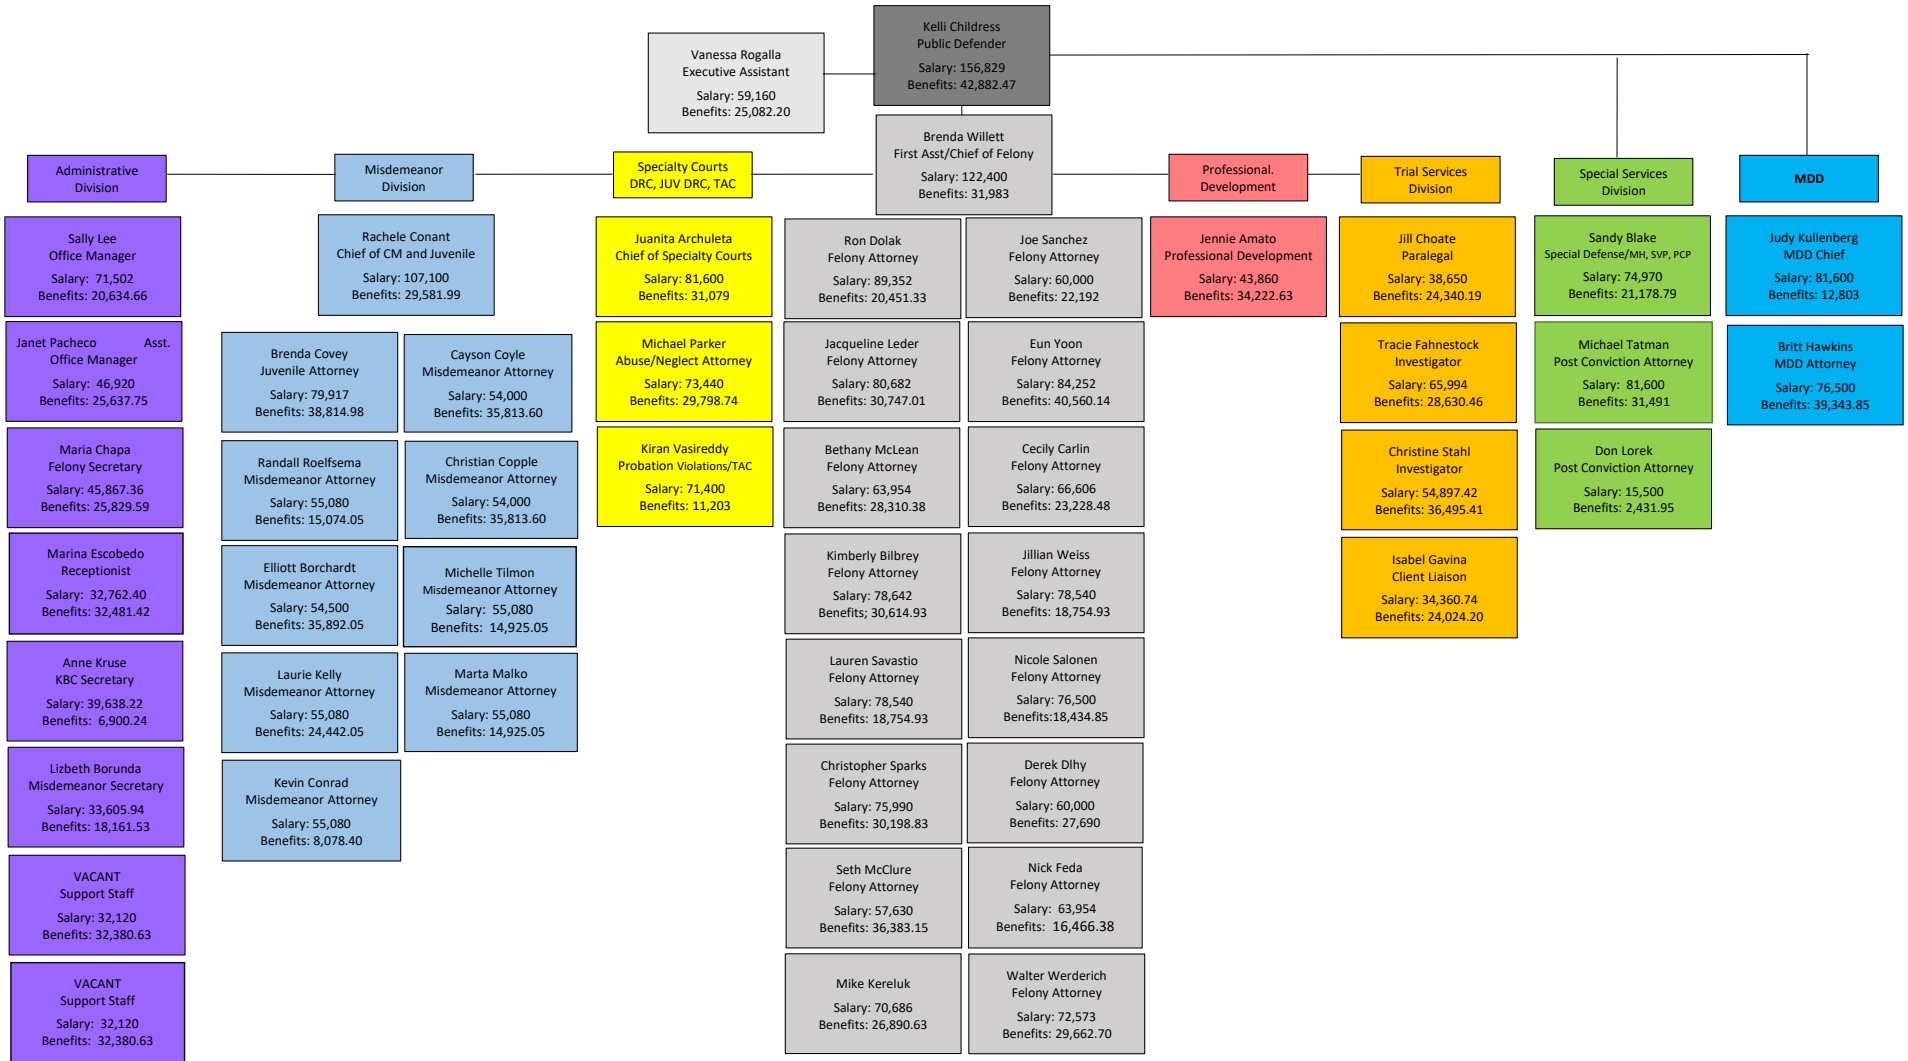 Kelli Childress
Public Defender
Salary: 156,829
Benefits: 42,882.47
Vanessa Rogalla
Executive Assistant
Salary: 59,160
Benefits: 25,082.20
Brenda Willett
First Asst/Chief of Felony
Salary: 122,400
Benefits: 31,983
Administrative
Division
Sally Lee
Office Manager
Salary: 71,502
Benefits: 20,634.66
Janet Pacheco Asst.
Office Manager
Salary: 46,920
Benefits: 25,637.75
Maria Chapa
Felony Secretary
Salary: 45,867.36
Benefits: 25,829.59
Marina Escobedo
Receptionist
Salary: 32,762.40
Benefits: 32,481.42
Anne Kruse
KBC Secretary
Salary: 39,638.22
Benefits: 6,900.24
Lizbeth Borunda
Misdemeanor Secretary
Salary: 33,605.94
Benefits: 18,161.53
VACANT
Support Staff
Salary: 32,120
Benefits: 32,380.63
VACANT
Support Staff
Salary: 32,120
Benefits: 32,380.63
Misdemeanor
Division
Rachele Conant
Chief of CM and Juvenile
Salary: 107,100
Benefits: 29,581.99
Brenda Covey
Juvenile Attorney
Salary: 79,917
Benefits: 38,814.98
Cayson Coyle
Misdemeanor Attorney
Salary: 54,000
Benefits: 35,813.60
Randall Roelfsema
Misdemeanor Attorney
Salary: 55,080
Benefits: 15,074.05
Christian Copple
Misdemeanor Attorney
Salary: 54,000
Benefits: 35,813.60
Elliott Borchardt
Misdemeanor Attorney
Salary: 54,500
Benefits: 35,892.05
Michelle Tilmon
Misdemeanor Attorney
Salary: 55,080
Benefits: 14,925.05
Laurie Kelly
Misdemeanor Attorney
Salary: 55,080
Benefits: 24,442.05
Marta Malko
Misdemeanor Attorney
Salary: 55,080
Benefits: 14,925.05
Kevin Conrad
Misdemeanor Attorney
Salary: 55,080
Benefits: 8,078.40
Specialty Courts
DRC, JUV DRC, TAC
Juanita Archuleta
Chief of Specialty Courts
Salary: 81,600
Benefits: 31,079
Michael Parker
Abuse/Neglect Attorney
Salary: 73,440
Benefits: 29,798.74
Kiran Vasireddy
Probation Violations/TAC
Salary: 71,400
Benefits: 11,203
Ron Dolak
Felony Attorney
Salary: 89,352
Benefits: 20,451.33
Joe Sanchez
Felony Attorney
Salary: 60,000
Benefits: 22,192
Jacqueline Leder
Felony Attorney
Salary: 80,682
Benefits: 30,747.01
Eun Yoon
Felony Attorney
Salary: 84,252
Benefits: 40,560.14
Bethany McLean
Felony Attorney
Salary: 63,954
Benefits: 28,310.38
Cecily Carlin
Felony Attorney
Salary: 66,606
Benefits: 23,228.48
Kimberly Bilbrey
Felony Attorney
Salary: 78,642
Benefits; 30,614.93
Jillian Weiss
Felony Attorney
Salary: 78,540
Benefits: 18,754.93
Lauren Savastio
Felony Attorney
Salary: 78,540
Benefits: 18,754.93
Nicole Salonen
Felony Attorney
Salary: 76,500
Benefits:18,434.85
Christopher Sparks
Felony Attorney
Salary: 75,990
Benefits: 30,198.83
Derek Dlhy
Felony Attorney
Salary: 60,000
Benefits: 27,690
Seth McClure
Felony Attorney
Salary: 57,630
Benefits: 36,383.15
Nick Feda
Felony Attorney
Salary: 63,954
Benefits: 16,466.38
Mike Kereluk
Salary: 70,686
Benefits: 26,890.63
Walter Werderich
Felony Attorney
Salary: 72,573
Benefits: 29,662.70
Professional.
Development
Jennie Amato
Professional Development
Salary: 43,860
Benefits: 34,222.63
Trial Services
Division
Jill Choate
Paralegal
Salary: 38,650
Benefits: 24,340.19
Tracie Fahnestock
Investigator
Salary: 65,994
Benefits: 28,630.46
Christine Stahl
Investigator
Salary: 54,897.42
Benefits: 36,495.41
Isabel Gavina
Client Liaison
Salary: 34,360.74
Benefits: 24,024.20
Special Services
Division
Sandy Blake
Special Defense/MH, SVP, PCP
Salary: 74,970
Benefits: 21,178.79
Michael Tatman
Post Conviction Attorney
Salary: 81,600
Benefits: 31,491
Don Lorek
Post Conviction Attorney
Salary: 15,500
Benefits: 2,431.95
MDD
Judy Kullenberg
MDD Chief
Salary: 81,600
Benefits: 12,803
Britt Hawkins
MDD Attorney
Salary: 76,500
Benefits: 39,343.85